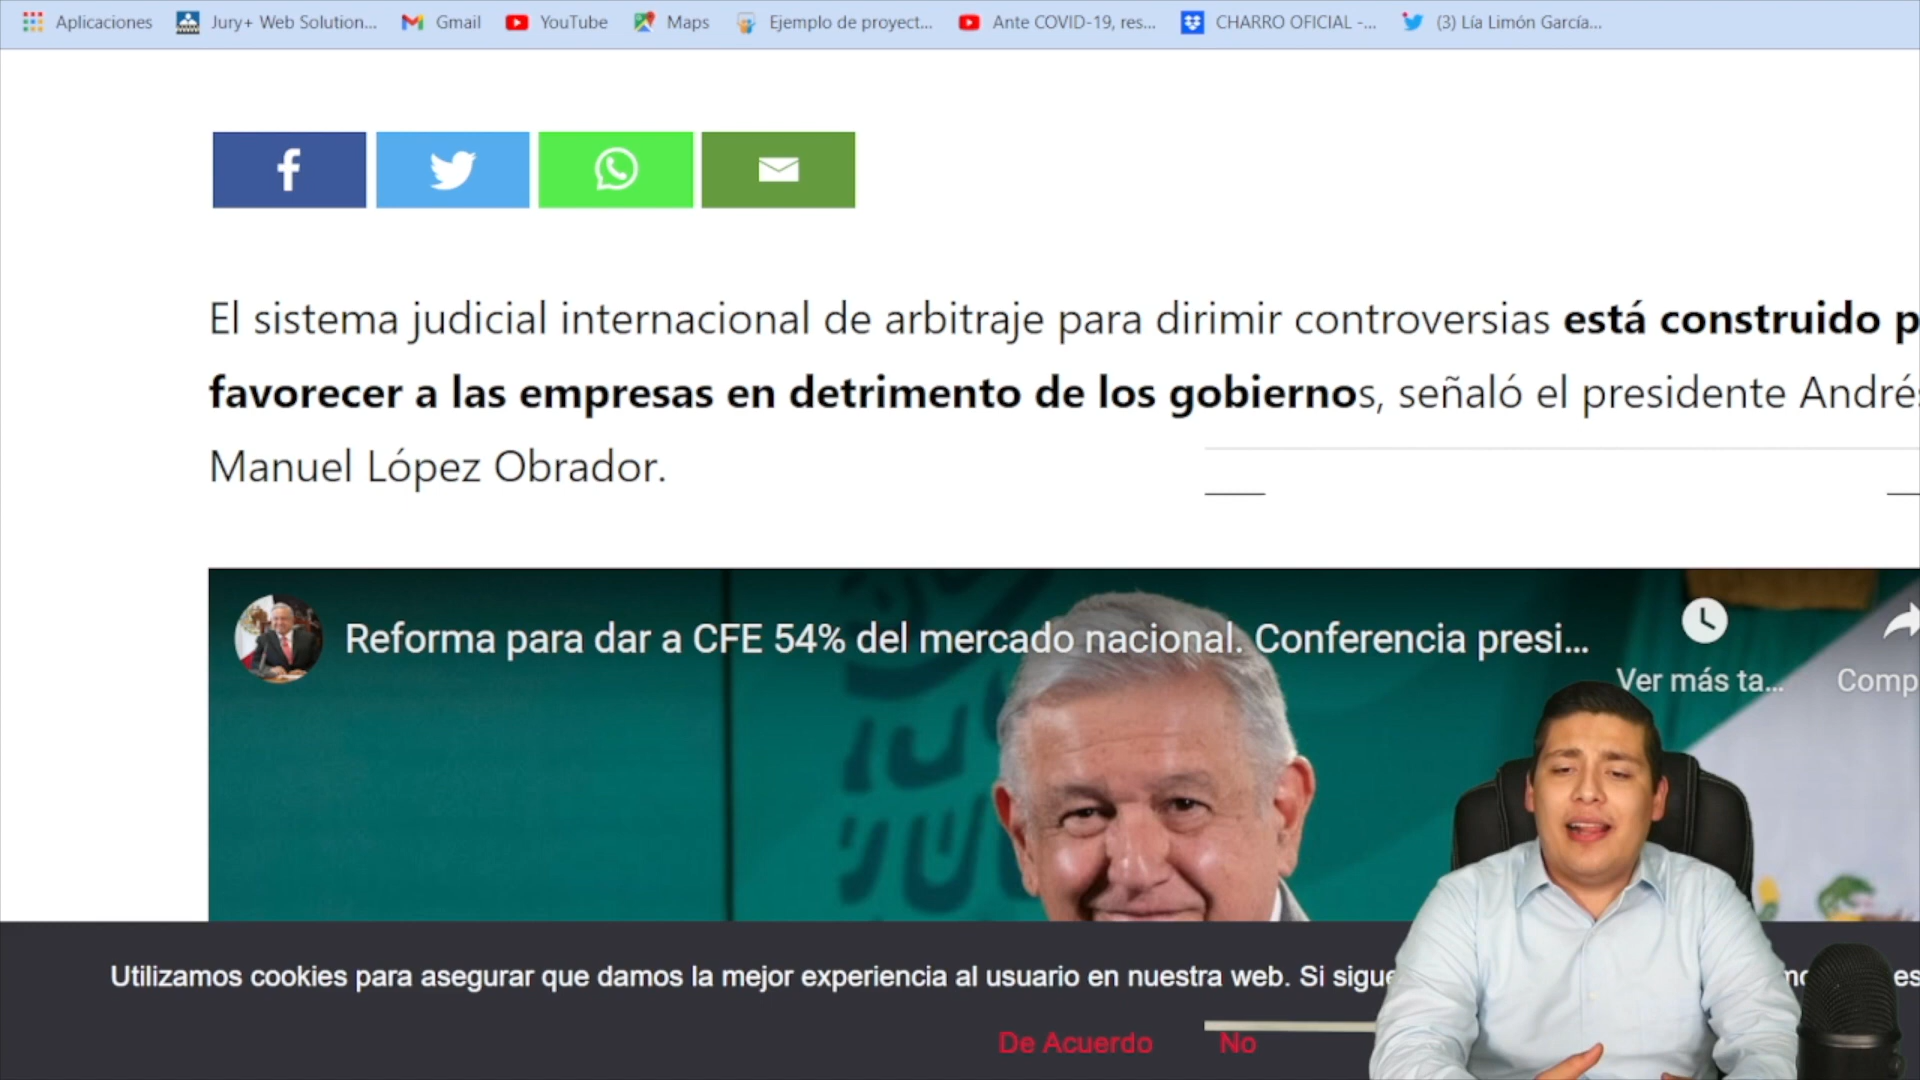 Aplicaciones Jury+ Web Solution... Gmail YouTube Maps Ejemplo de proyect... Ante COVID-19, res... CHARRO OFICIAL -... (3) Lía Limón García...
El sistema judicial internacional de arbitraje para dirimir controversias está construido p
favorecer a las empresas en detrimento de los gobiernos, señaló el presidente André
Manuel López Obrador.
Reforma para dar a CFE 54% del mercado nacional. Conferencia presi...
Ver más ta... Comp
Utilizamos cookies para asegurar que damos la mejor experiencia al usuario en nuestra web. Si sigue
De Acuerdo No